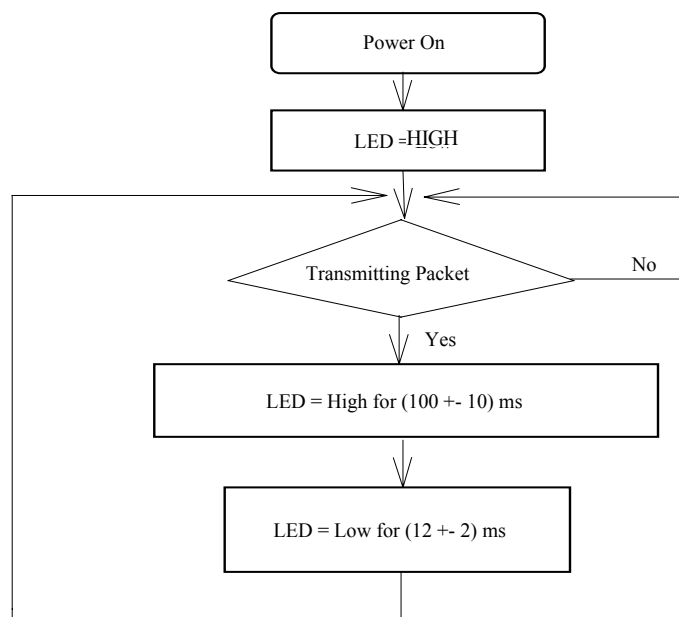 Power On
LED = HIGH
Transmitting Packet
No
Yes
LED = High for (100 +- 10) ms
LED = Low for (12 +- 2) ms